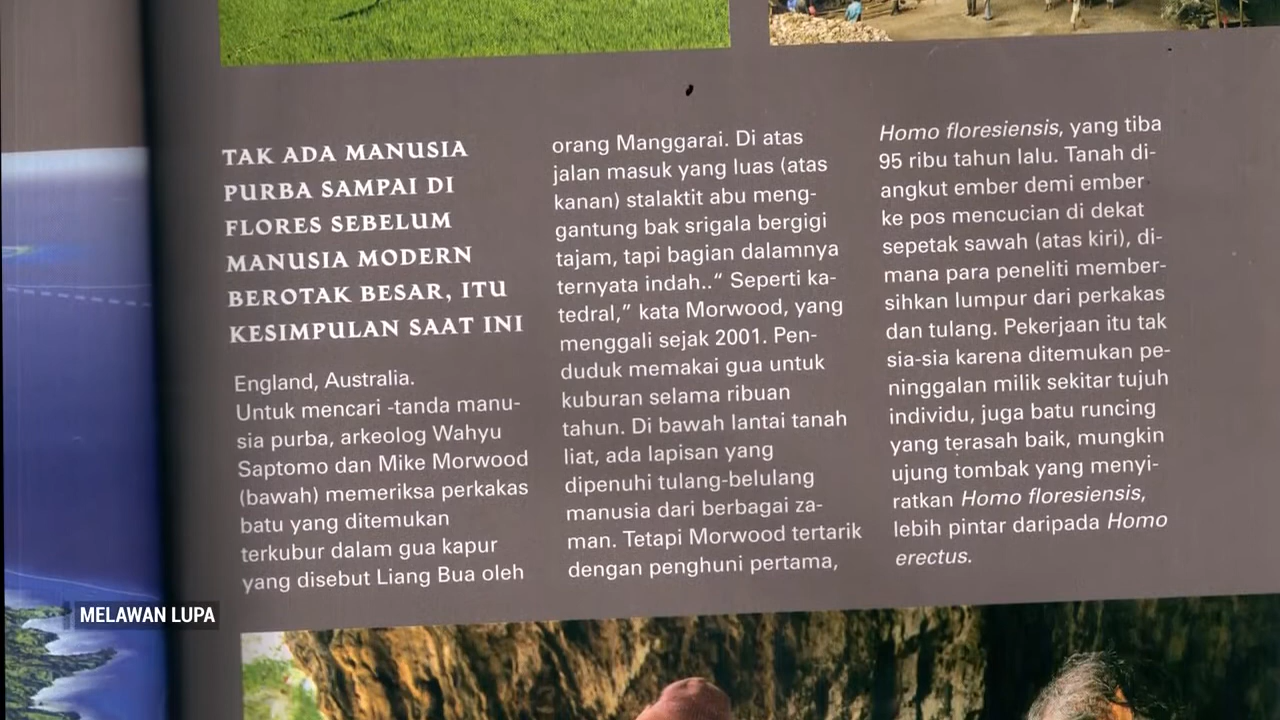 TAK ADA MANUSIA
PURBA SAMPAI DI
FLORES SEBELUM
MANUSIA MODERN
BEROTAK BESAR, ITU
KESIMPULAN SAAT INI
England, Australia.
Untuk mencari -tanda manu-
sia purba, arkeolog Wahyu
Saptomo dan Mike Morwood
(bawah) memeriksa perkakas
batu yang ditemukan
terkubur dalam gua kapur
yang disebut Liang Bua oleh
orang Manggarai. Di atas
jalan masuk yang luas (atas
kanan) stalaktit abu meng-
gantung bak srigala bergigi
tajam, tapi bagian dalamnya
ternyata indah..“ Seperti ka-
tedral,” kata Morwood, yang
menggali sejak 2001. Pen-
duduk memakai gua untuk
kuburan selama ribuan
tahun. Di bawah lantai tanah
liat, ada lapisan yang
dipenuhi tulang-belulang
manusia dari berbagai za-
man. Tetapi Morwood tertarik
dengan penghuni pertama,
Homo floresiensis, yang tiba
95 ribu tahun lalu. Tanah di-
angkut ember demi ember
ke pos mencucian di dekat
sepetak sawah (atas kiri), di-
mana para peneliti member-
sihkan lumpur dari perkakas
dan tulang. Pekerjaan itu tak
sia-sia karena ditemukan pe-
ninggalan milik sekitar tujuh
individu, juga batu runcing
yang terasah baik, mungkin
ujung tombak yang menyi-
ratkan Homo floresiensis,
lebih pintar daripada Homo
erectus.
MELAWAN LUPA